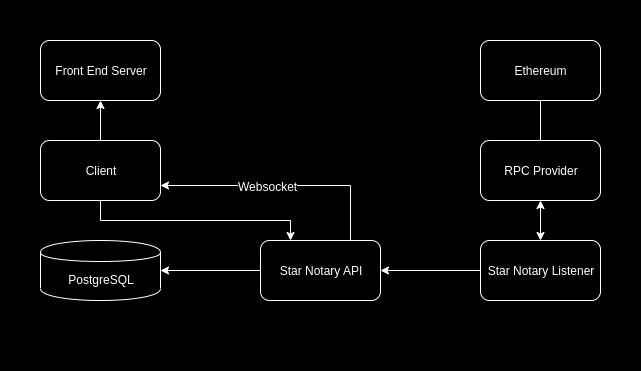 Front End Server
Ethereum
Client
RPC Provider
Websocket
PostgreSQL
Star Notary API
Star Notary Listener